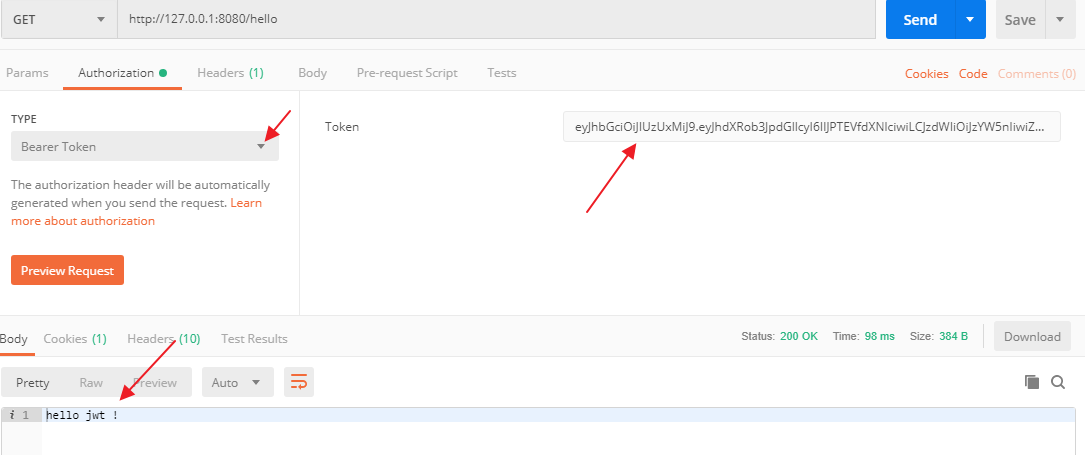 GET http://127.0.0.1:8080/hello Send Save
Params Authorization Headers (1) Body Pre-request Script Tests Cookies Code Comments (0)
TYPE
Bearer Token
The authorization header will be automatically
generated when you send the request. Learn
more about authorization
Preview Request
Token eyJhbGciOiJIUzUxMiJ9.eyJhdXRob3JpdGllcyI6IlJPTEVfdXNlciwiLCJzdWIiOiJzYW5nIiwiZ...
Body Cookies (1) Headers (10) Test Results Status: 200 OK Time: 98 ms Size: 384 B Download
Pretty Raw Preview Auto
i 1 hello jwt !